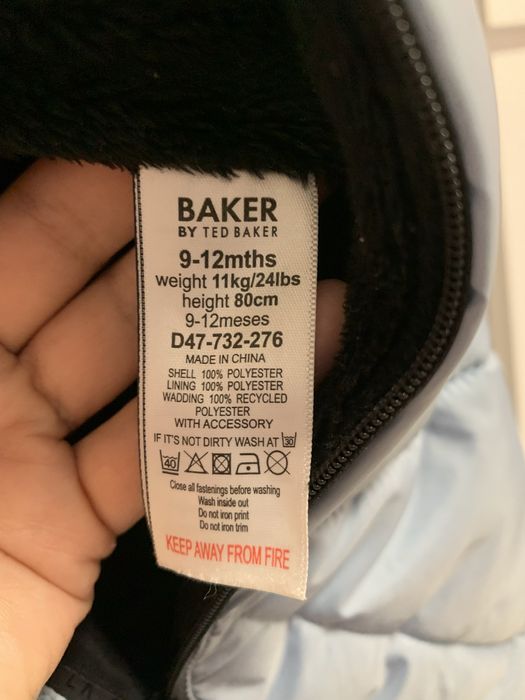 BAKER
BY TED BAKER
9-12mths
weight 11kg/24lbs
height 80cm
9-12meses
D47-732-276
MADE IN CHINA
SHELL 100% POLYESTER
LINING 100% POLYESTER
WADDING 100% RECYCLED
POLYESTER
WITH ACCESSORY
IF IT'S NOT DIRTY WASH AT 30
40
Close all fastenings before washing
Wash inside out
Do not iron print
Do not iron trim
KEEP AWAY FROM FIRE